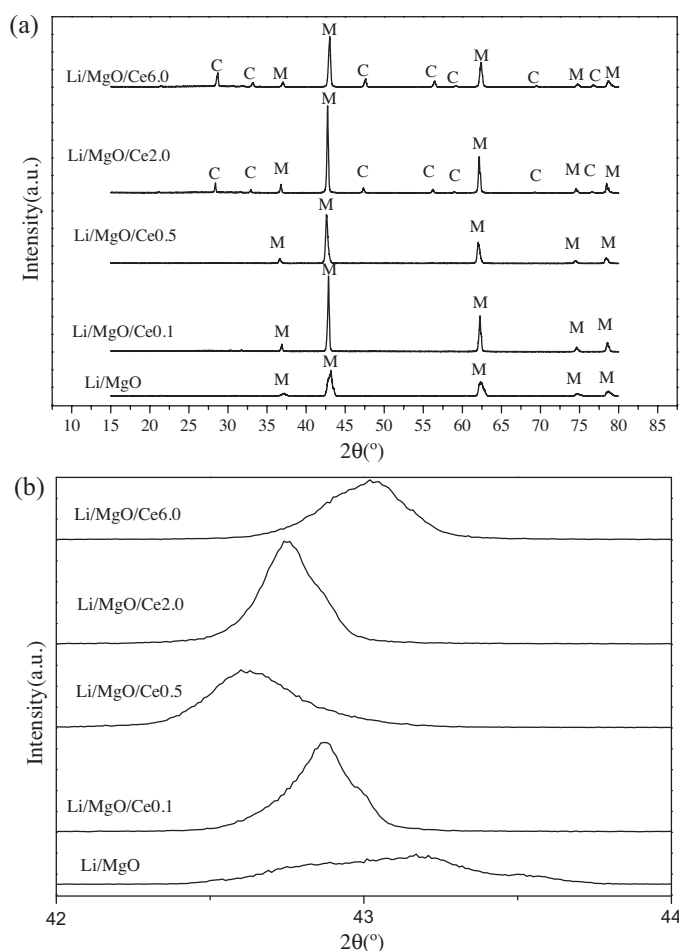 (a)
M
C C M C C C M C M C M
Li/MgO/Ce6.0
M
Li/MgO/Ce2.0
C C M C C C M C M C M
M
Li/MgO/Ce0.5
M M M M
M
Li/MgO/Ce0.1
M M M M
M
Li/MgO
M M M M
Intensity(a.u.)
10 15 20 25 30 35 40 45 50 55 60 65 70 75 80 85
2θ(º)
(b)
Li/MgO/Ce6.0
Li/MgO/Ce2.0
Li/MgO/Ce0.5
Li/MgO/Ce0.1
Li/MgO
Intensity(a.u.)
42 43 44
2θ(º)